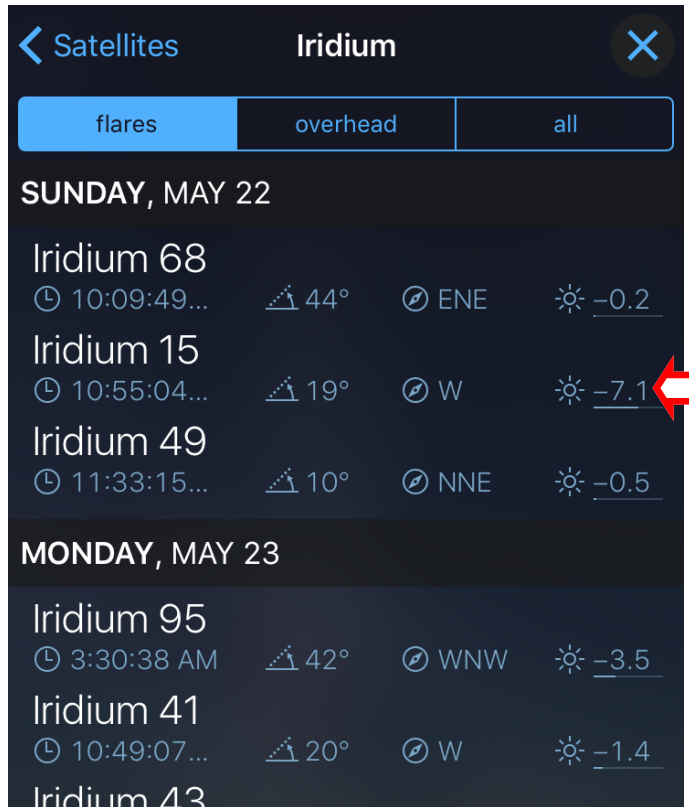 Satellites Iridium
flares overhead all
SUNDAY, MAY 22
Iridium 68
10:09:49... 44° ENE –0.2
Iridium 15
10:55:04... 19° W –7.1
Iridium 49
11:33:15... 10° NNE –0.5
MONDAY, MAY 23
Iridium 95
3:30:38 AM 42° WNW –3.5
Iridium 41
10:49:07... 20° W –1.4
Iridium 43